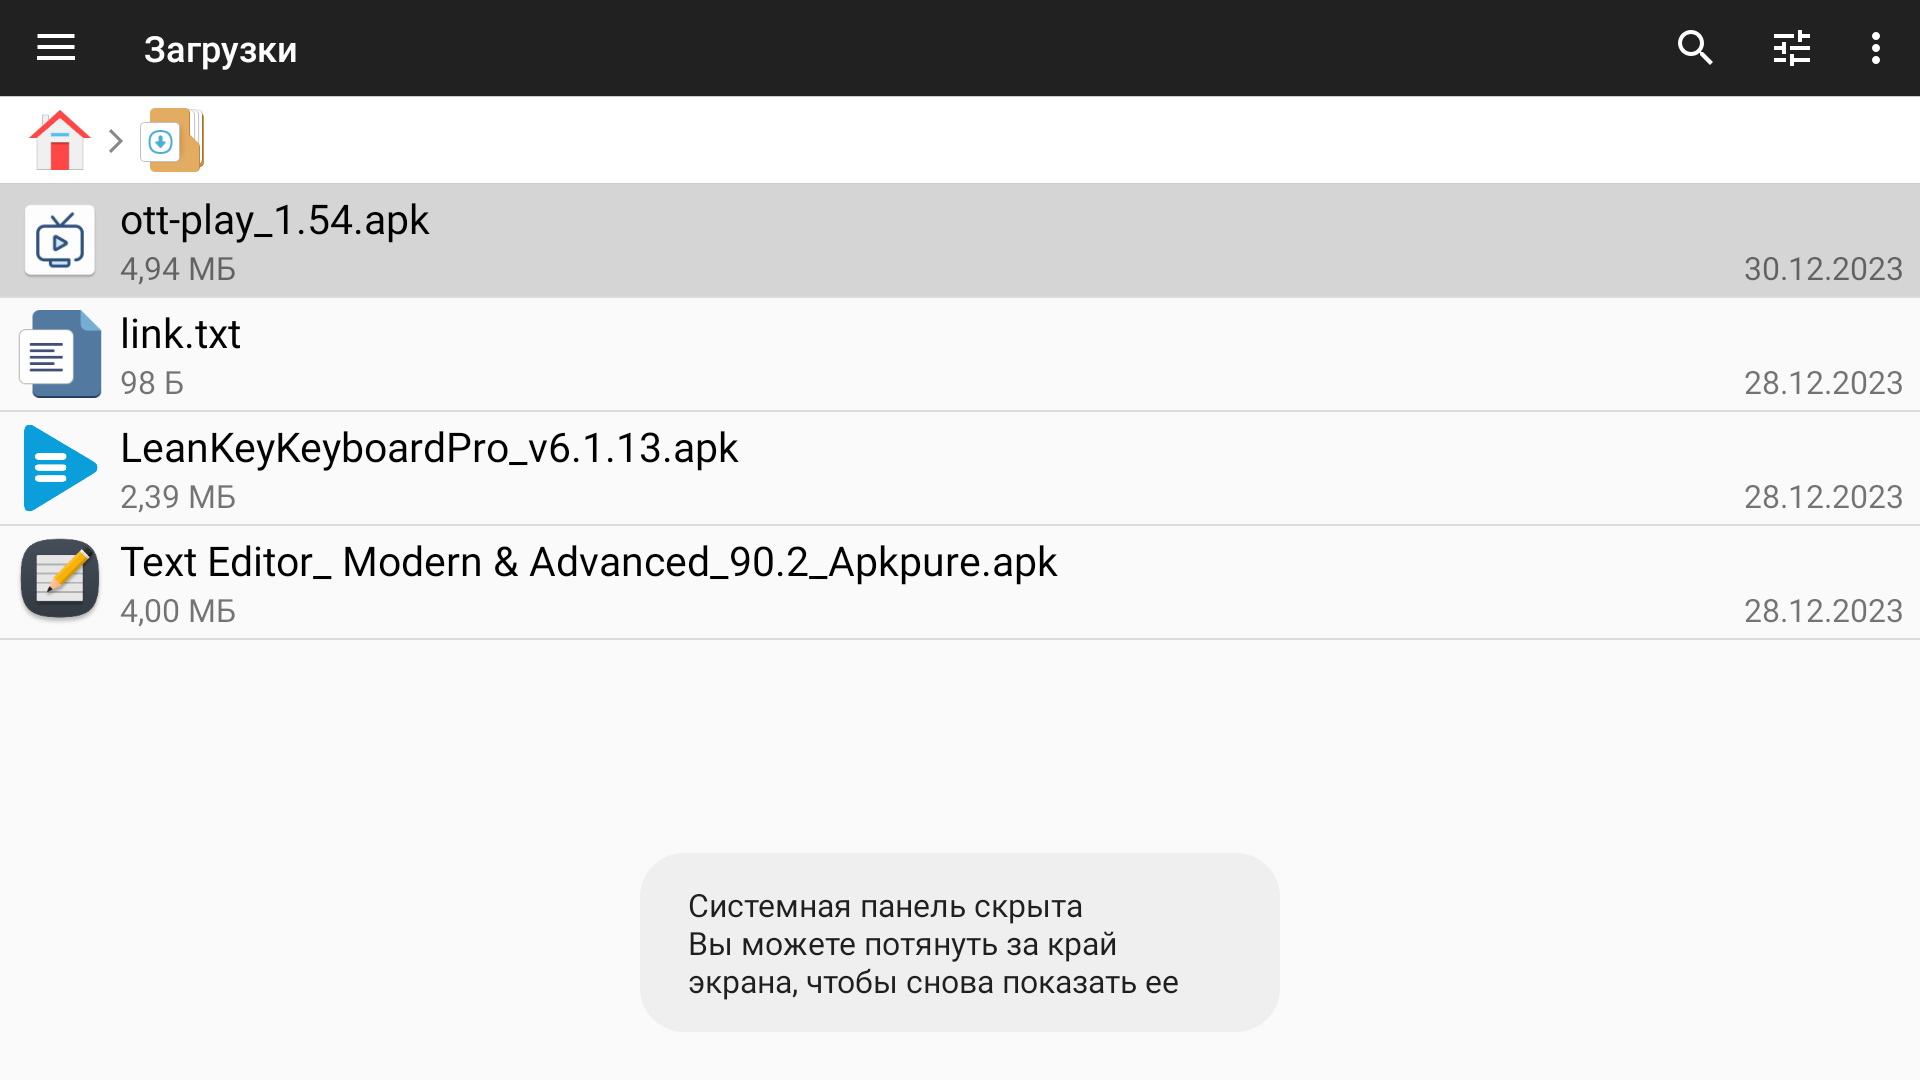 Загрузки
ott-play_1.54.apk
4,94 МБ
30.12.2023
link.txt
98 Б
28.12.2023
LeanKeyKeyboardPro_v6.1.13.apk
2,39 МБ
28.12.2023
Text Editor_ Modern & Advanced_90.2_Apkpure.apk
4,00 МБ
28.12.2023
Системная панель скрыта
Вы можете потянуть за край
экрана, чтобы снова показать ее